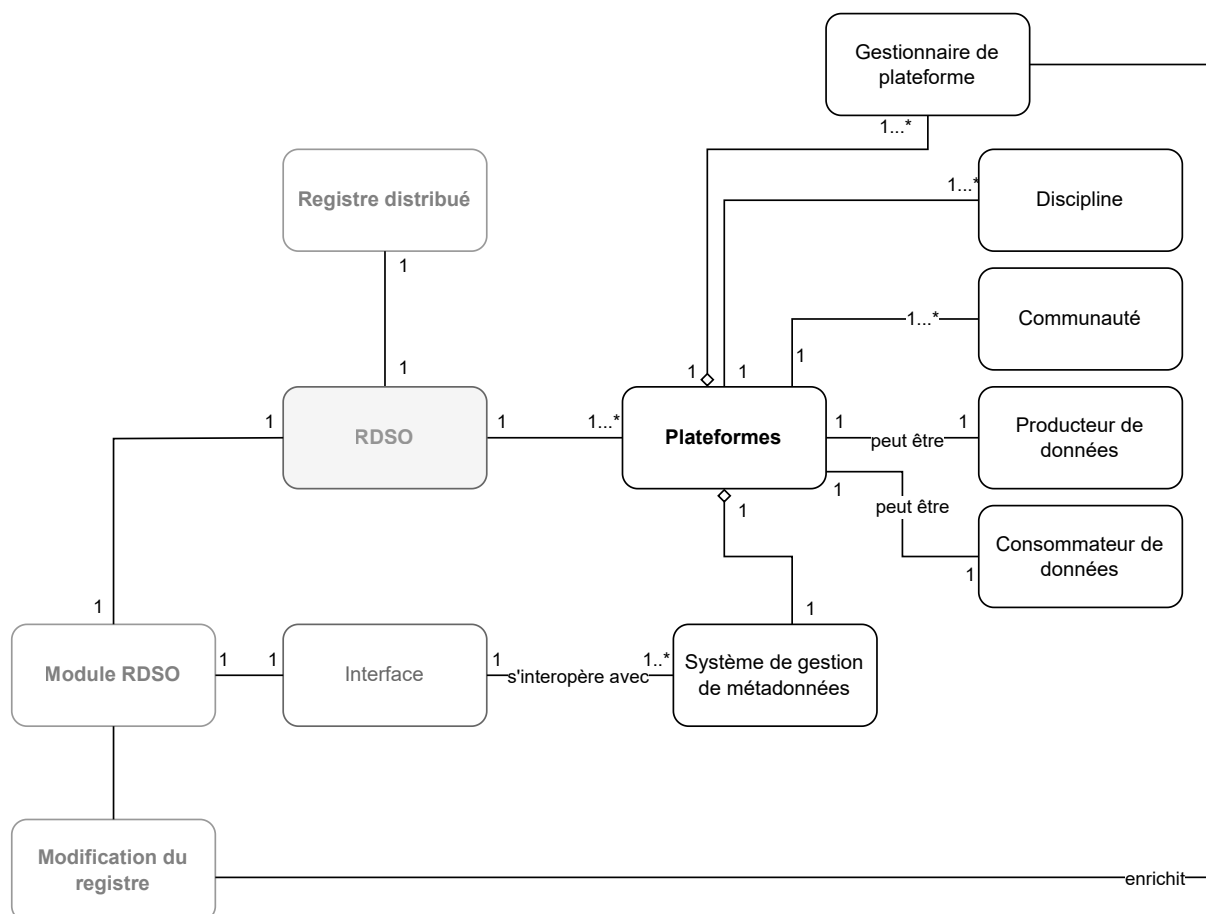 Gestionnaire de
plateforme
1...*
Registre distribué
1...*
Discipline
1
1...*
Communauté
1
1
1
1
1
RDSO
1
1...*
Plateformes
1
peut être
1
Producteur de
données
1
peut être
1
Consommateur de
données
1
1
1
Module RDSO
1
1
Interface
1
s'interopère avec
1..*
Système de gestion
de métadonnées
Modification du
registre
enrichit